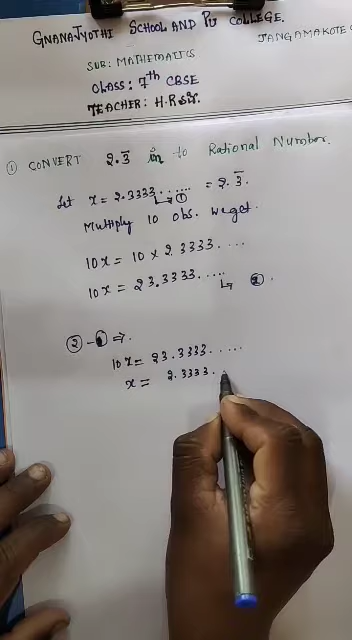 GNANAJYOTHI SCHOOL AND PU COLLEGE.
JANGAMAKOTE
SUB: MATHEMATICS
CLASS: 7th CBSE
TEACHER: H.R
① CONVERT 2.3̅ in to Rational Number.
Let x = 2.3333....... = 2.3̅.
↳ ①
Multiply 10 obs. we get.
10x = 10 × 2.3333....
10x = 23.3333.....
↳ ②.
② - ① ⇒.
10x = 23.3333.....
x = 2.3333..